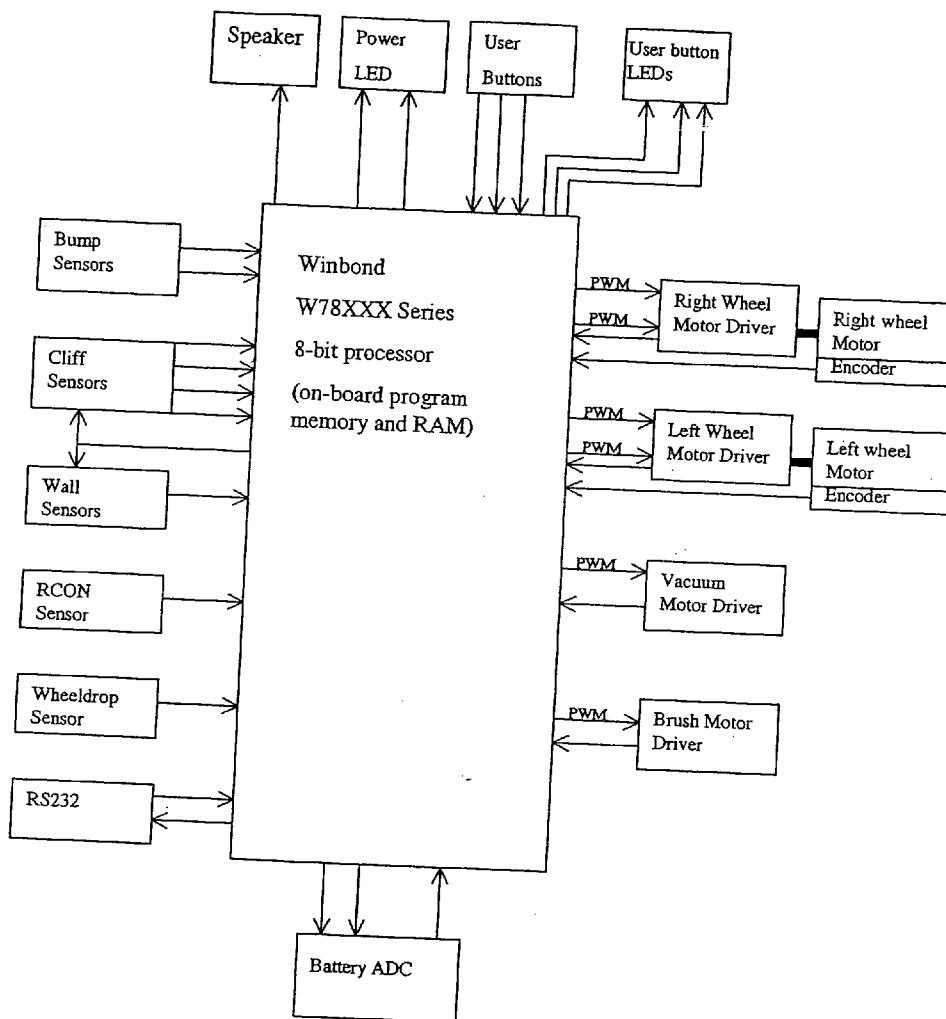 Speaker
Power
LED
User
Buttons
User button
LEDs
Bump
Sensors
Cliff
Sensors
Wall
Sensors
RCON
Sensor
Wheeldrop
Sensor
RS232
Winbond
W78XXX Series
8-bit processor
(on-board program
memory and RAM)
PWM
PWM
Right Wheel
Motor Driver
Right wheel
Motor
Encoder
PWM
PWM
Left Wheel
Motor Driver
Left wheel
Motor
Encoder
PWM
Vacuum
Motor Driver
PWM
Brush Motor
Driver
Battery ADC